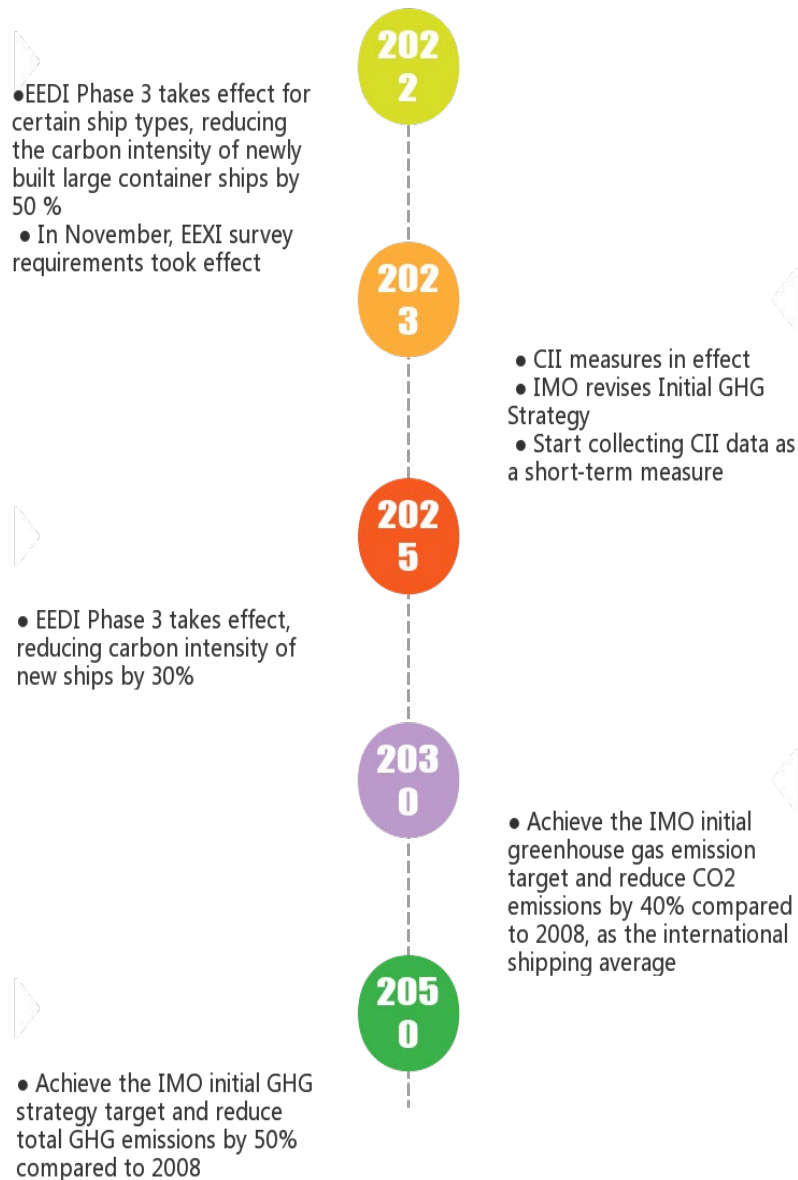 202
2
●EEDI Phase 3 takes effect for
certain ship types, reducing
the carbon intensity of newly
built large container ships by
50 %
● In November, EEXI survey
requirements took effect
202
3
● CII measures in effect
● IMO revises Initial GHG
Strategy
● Start collecting CII data as
a short-term measure
202
5
● EEDI Phase 3 takes effect,
reducing carbon intensity of
new ships by 30%
203
0
● Achieve the IMO initial
greenhouse gas emission
target and reduce CO2
emissions by 40% compared
to 2008, as the international
shipping average
205
0
● Achieve the IMO initial GHG
strategy target and reduce
total GHG emissions by 50%
compared to 2008